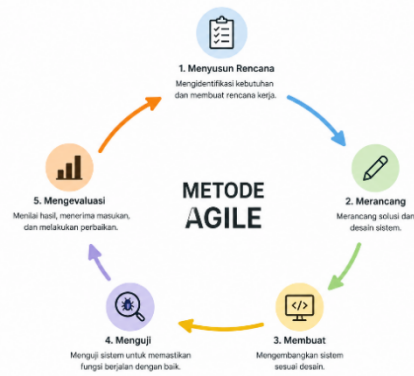 1. Menyusun Rencana
Mengidentifikasi kebutuhan
dan membuat rencana kerja.
2. Merancang
Merancang solusi dan
desain sistem.
</>
3. Membuat
Mengembangkan sistem
sesuai desain.
4. Menguji
Menguji sistem untuk memastikan
fungsi berjalan dengan baik.
5. Mengevaluasi
Menilai hasil, menerima masukan,
dan melakukan perbaikan.
METODE
AGILE